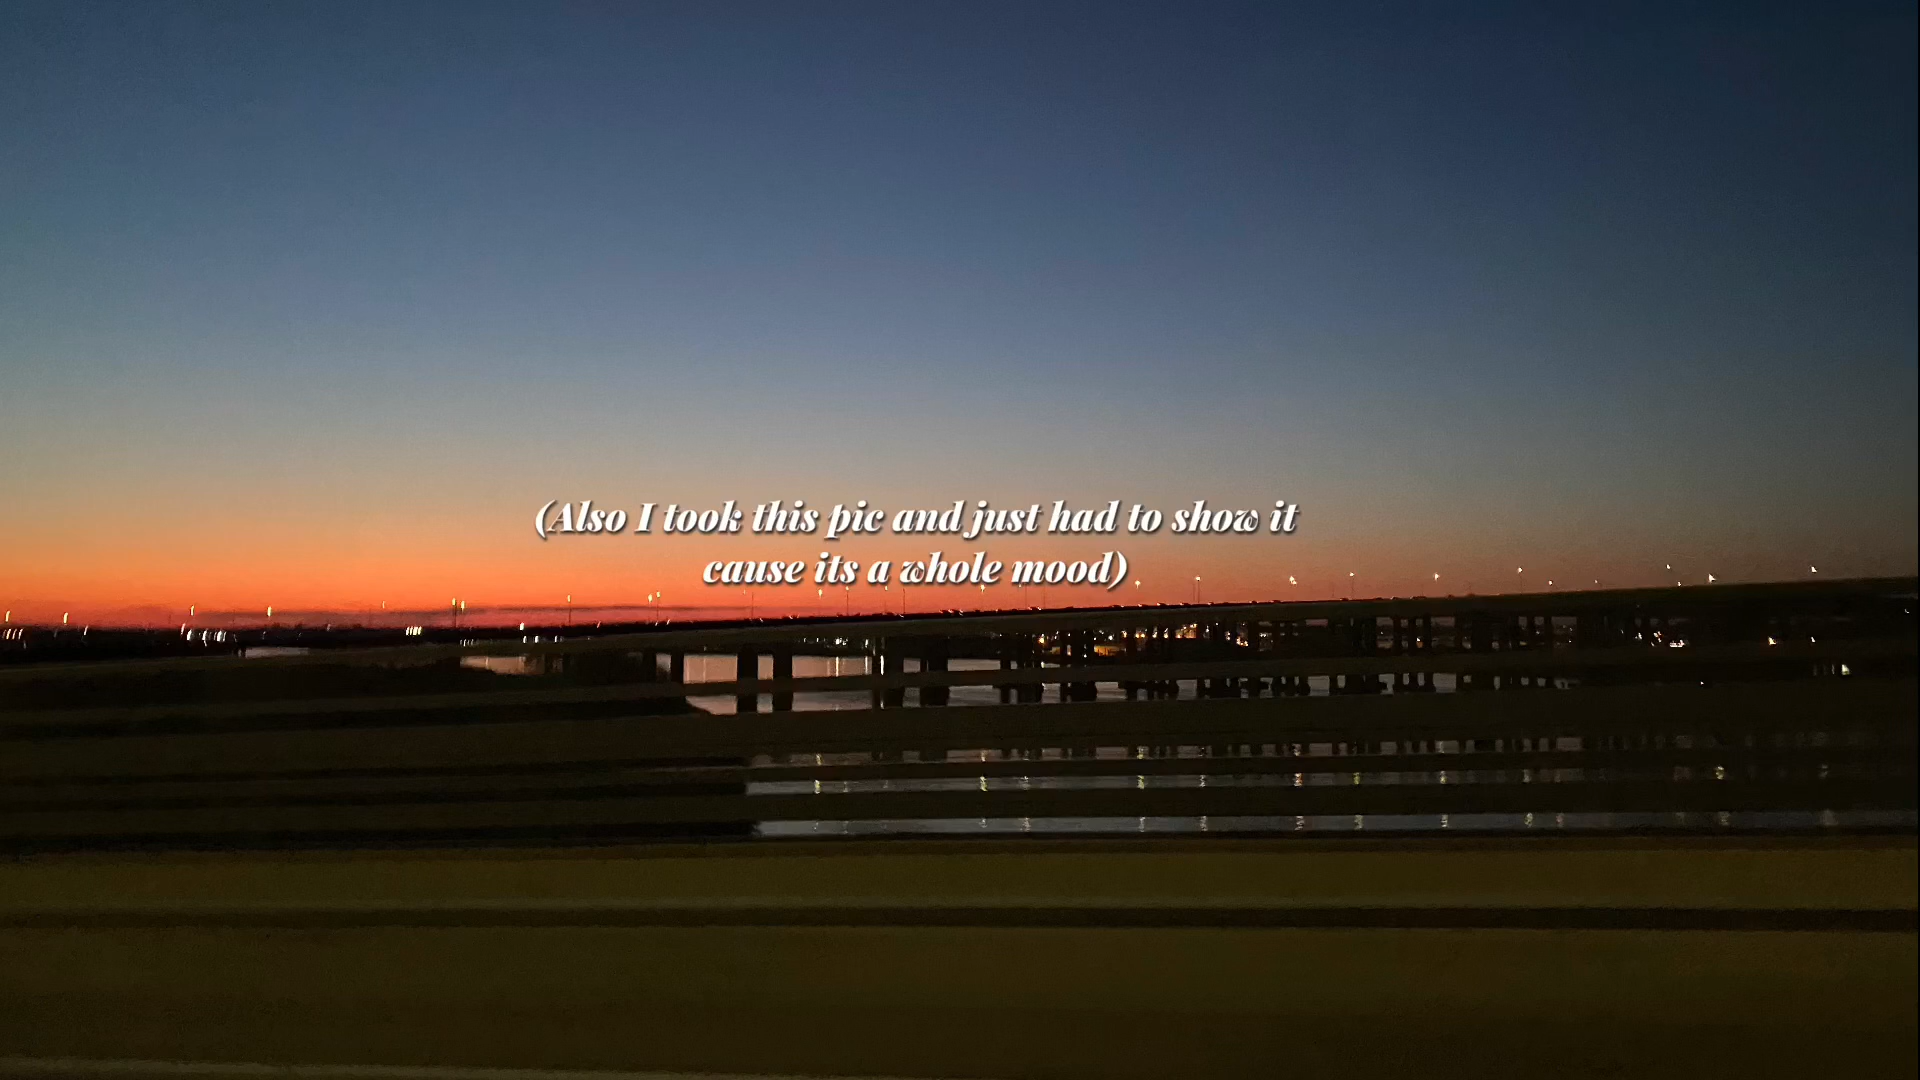 (Also I took this pic and just had to show it
cause its a whole mood)